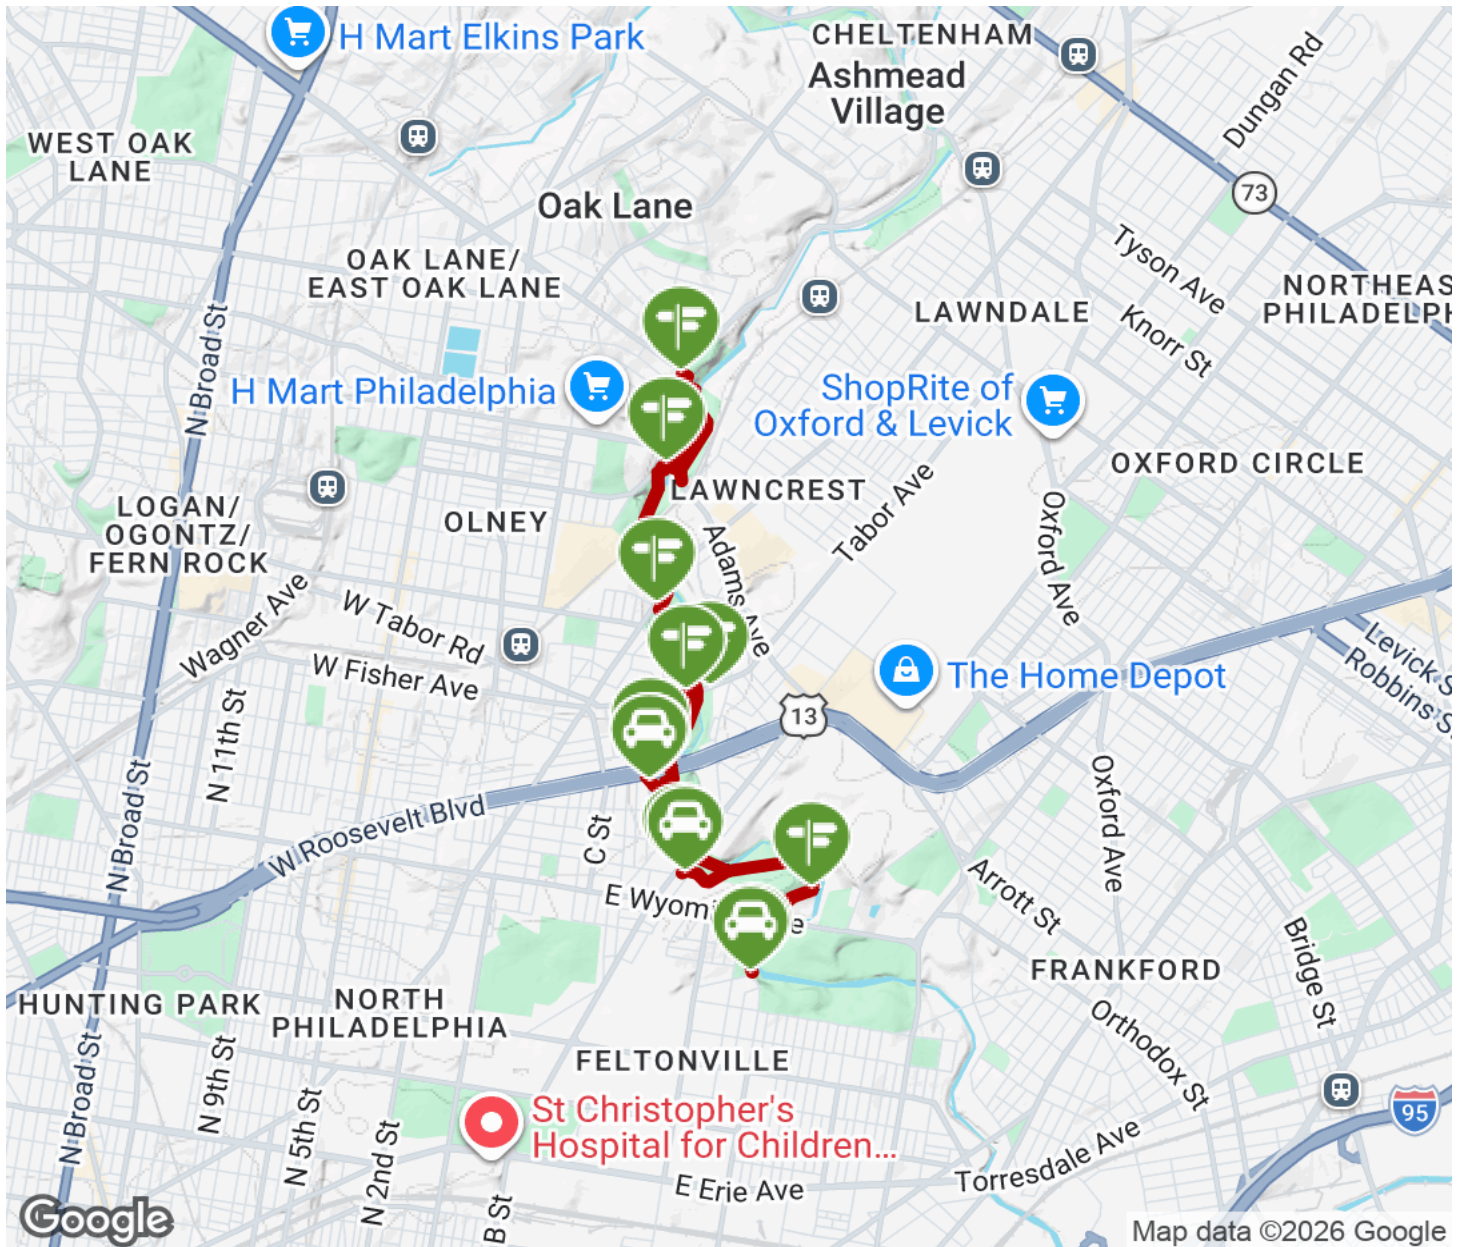 H Mart Elkins Park
CHELTENHAM
Ashmead
Village
Dungan Rd
WEST OAK
LANE
73
Oak Lane
Tyson Ave
OAK LANE/
EAST OAK LANE
NORTHEAS
PHILADELPH
LAWNDALE
Knorr St
N Broad St
H Mart Philadelphia
ShopRite of
Oxford & Levick
OXFORD CIRCLE
LAWNCREST
Tabor Ave
LOGAN/
OGONTZ/
FERN ROCK
OLNEY
Adams Ave
Oxford Ave
Wagner Ave
W Tabor Rd
W Fisher Ave
The Home Depot
Levick S
Robbins S
13
N 11th St
N Broad St
W Roosevelt Blvd
C St
Oxford Ave
Arrott St
E Wyomi
e
Bridge St
FRANKFORD
HUNTING PARK
NORTH
PHILADELPHIA
Orthodox St
FELTONVILLE
N Broad St
N 9th St
N 5th St
N 2nd St
B St
St Christopher's
Hospital for Children...
95
Torresdale Ave
E Erie Ave
Google
Map data ©2026 Google